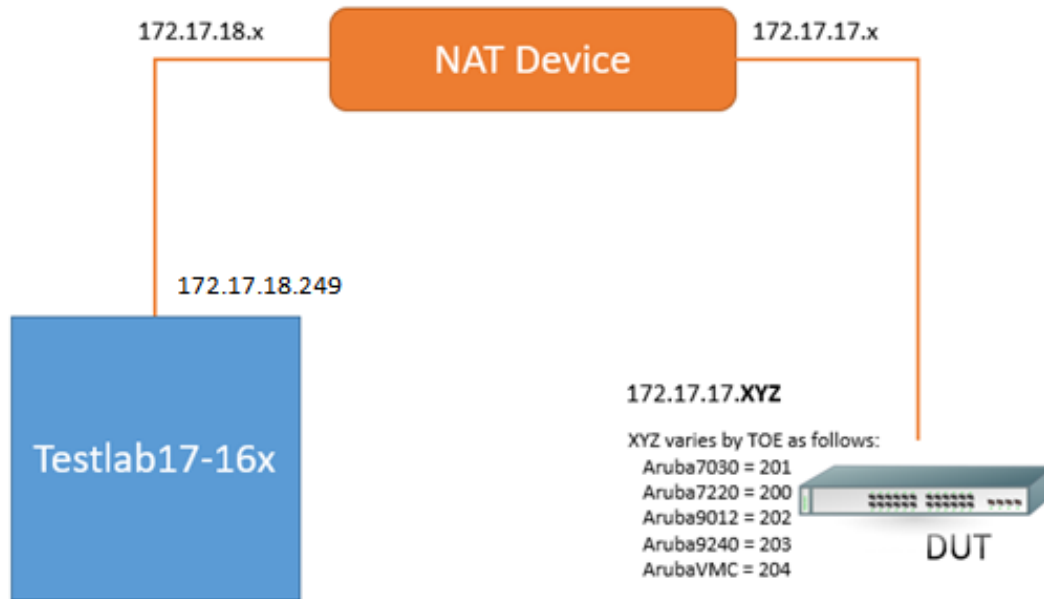 172.17.18.x
NAT Device
172.17.17.x
172.17.18.249
Testlab17-16x
172.17.17.XYZ
XYZ varies by TOE as follows:
Aruba7030 = 201
Aruba7220 = 200
Aruba9012 = 202
Aruba9240 = 203
ArubaVMC = 204
DUT